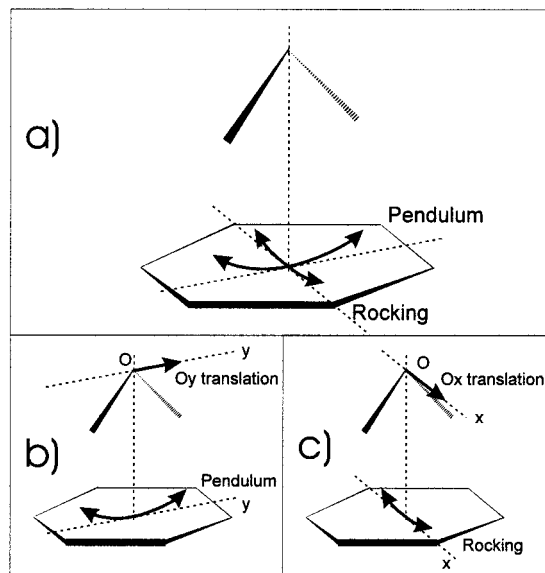 a)
Pendulum
Rocking
O
y
Oy translation
b)
Pendulum
y
O
Ox translation
x
c)
Rocking
x